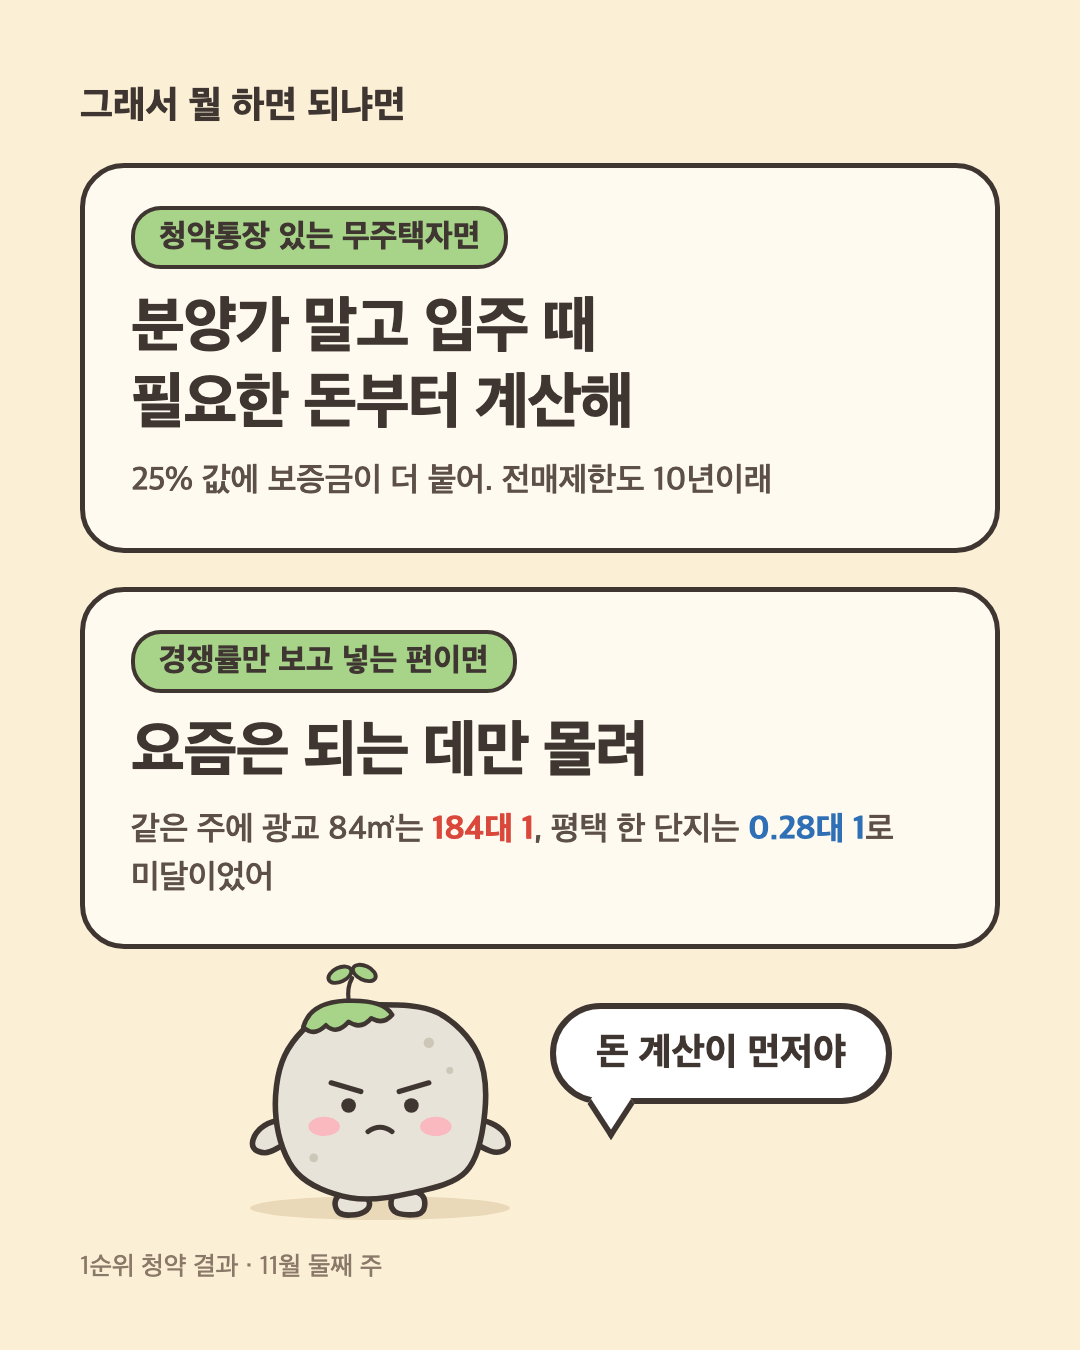 그래서 뭘 하면 되냐면
청약통장 있는 무주택자면
분양가 말고 입주 때
필요한 돈부터 계산해
25% 값에 보증금이 더 붙어. 전매제한도 10년이래
경쟁률만 보고 넣는 편이면
요즘은 되는 데만 몰려
같은 주에 광교 84㎡는 184대 1, 평택 한 단지는 0.28대 1로
미달이었어
돈 계산이 먼저야
1순위 청약 결과 · 11월 둘째 주